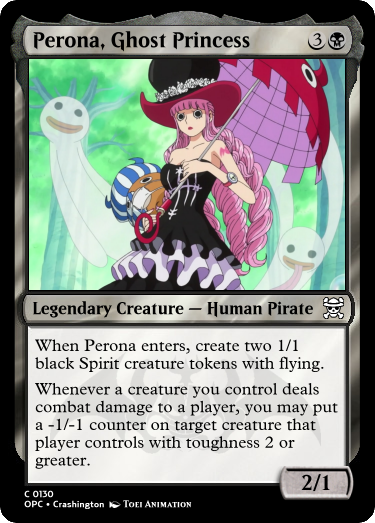 Perona, Ghost Princess 3
Legendary Creature — Human Pirate
When Perona enters, create two 1/1
black Spirit creature tokens with flying.
Whenever a creature you control deals
combat damage to a player, you may put
a -1/-1 counter on target creature that
player controls with toughness 2 or
greater.
2/1
C 0130
OPC • Crashington TOEI ANIMATION